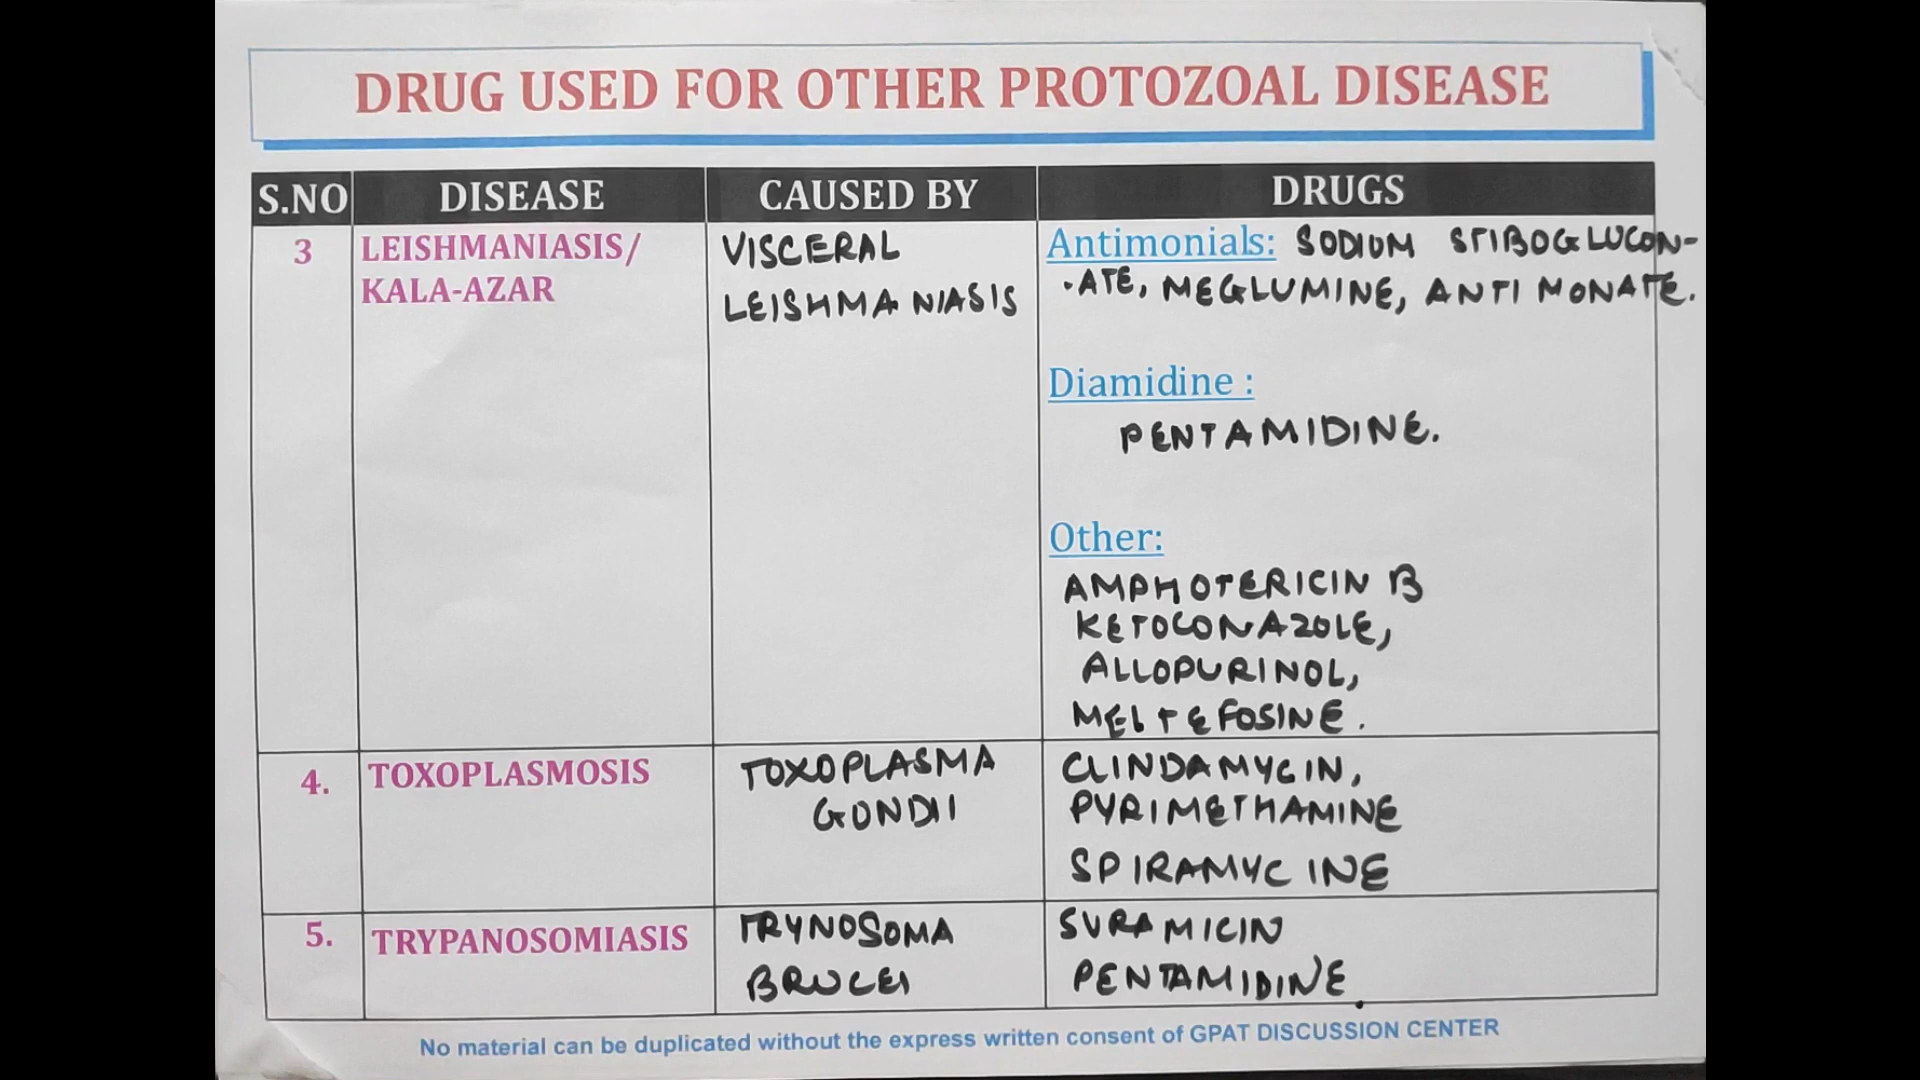 DRUG USED FOR OTHER PROTOZOAL DISEASE
S.NO DISEASE CAUSED BY DRUGS
3 LEISHMANIASIS/ VISCERAL Antimonials: SODIUM STIBOGLUCON-
KALA-AZAR LEISHMANIASIS -ATE, MEGLUMINE, ANTI MONATE.
Diamidine :
PENTAMIDINE.
Other:
AMPHOTERICIN B
KETOCONAZOLE,
ALLOPURINOL,
MELTEFOSINE.
4. TOXOPLASMOSIS TOXOPLASMA CLINDAMYCIN,
GONDII PYRIMETHAMINE
SPIRAMYCINE
5. TRYPANOSOMIASIS TRYNOSOMA SURAMICIN
BRUCEI PENTAMIDINE.
No material can be duplicated without the express written consent of GPAT DISCUSSION CENTER